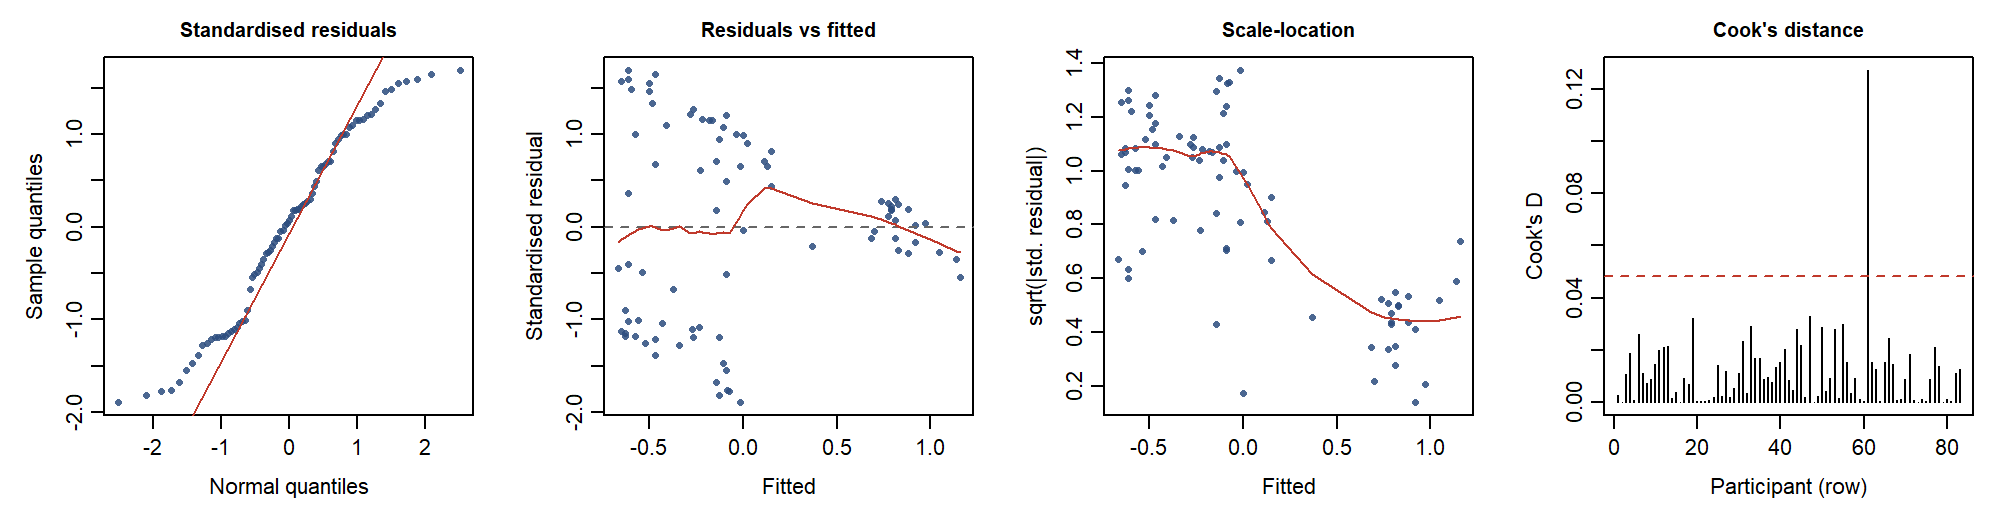 Standardised residuals
Sample quantiles
1.0
0.0
-1.0
-2.0
-2 -1 0 1 2
Normal quantiles
Residuals vs fitted
Standardised residual
1.0
0.0
-1.0
-2.0
-0.5 0.0 0.5 1.0
Fitted
Scale-location
sqrt(|std. residual|)
1.4
1.2
1.0
0.8
0.6
0.4
0.2
-0.5 0.0 0.5 1.0
Fitted
Cook's distance
Cook's D
0.12
0.08
0.04
0.00
0 20 40 60 80
Participant (row)